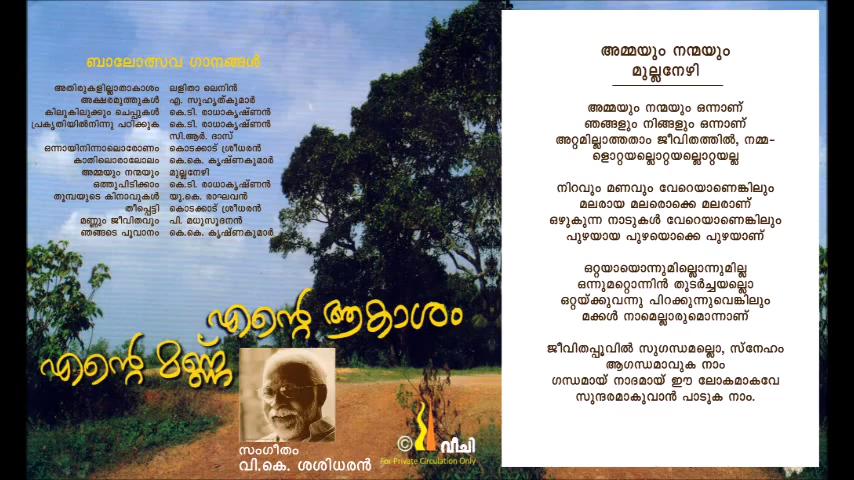 ബാലോത്സവ ഗാനങ്ങൾ
അതിരുകളില്ലാതാകാശം ലളിതാ ലെനിൻ
അക്ഷരമുത്തുകൾ എ. സുഹൃത്കുമാർ
കിലുകിലുക്കും ചെപ്പുകൾ കെ.ടി. രാധാകൃഷ്ണൻ
പ്രകൃതിയിൽനിന്നു പഠിക്കുക കെ.ടി. രാധാകൃഷ്ണൻ
സി.ആർ. ദാസ്
ഒന്നായിനിന്നാലൊരോണം കൊടക്കാട് ശ്രീധരൻ
കാതിലൊരാലോലം കെ.കെ. കൃഷ്ണകുമാർ
അമ്മയും നന്മയും മുല്ലനേഴി
ഒത്തുപിടിക്കാം കെ.ടി. രാധാകൃഷ്ണൻ
തുമ്പയുടെ കിനാവുകൾ യു.കെ. രാഘവൻ
തീപ്പെട്ടി കൊടക്കാട് ശ്രീധരൻ
മണ്ണും ജീവിതവും പി. മധുസൂദനൻ
ഞങ്ങടെ പൂവാനം കെ.കെ. കൃഷ്ണകുമാർ
എന്റെ ആകാശം
എന്റെ മണ്ണ്
സംഗീതം
വി.കെ. ശശിധരൻ
© വീചി
For Private Circulation Only
അമ്മയും നന്മയും
മുല്ലനേഴി
അമ്മയും നന്മയും ഒന്നാണ്
ഞങ്ങളും നിങ്ങളും ഒന്നാണ്
അറ്റമില്ലാത്തതാം ജീവിതത്തിൽ, നമ്മ-
ളൊറ്റയല്ലൊറ്റയല്ലൊറ്റയല്ല
നിറവും മണവും വേറെയാണെങ്കിലും
മലരായ മലരൊക്കെ മലരാണ്
ഒഴുകുന്ന നാടുകൾ വേറെയാണെങ്കിലും
പുഴയായ പുഴയൊക്കെ പുഴയാണ്
ഒറ്റയായൊന്നുമില്ലൊന്നുമില്ല
ഒന്നുമറ്റൊന്നിൻ തുടർച്ചയല്ലൊ
ഒറ്റയ്ക്കുവന്നു പിറക്കുന്നുവെങ്കിലും
മക്കൾ നാമെല്ലാരുമൊന്നാണ്
ജീവിതപ്പൂവിൽ സുഗന്ധമല്ലൊ, സ്നേഹം
ആഗന്ധമാവുക നാം
ഗന്ധമായ് നാദമായ് ഈ ലോകമാകവേ
സുന്ദരമാകുവാൻ പാടുക നാം.